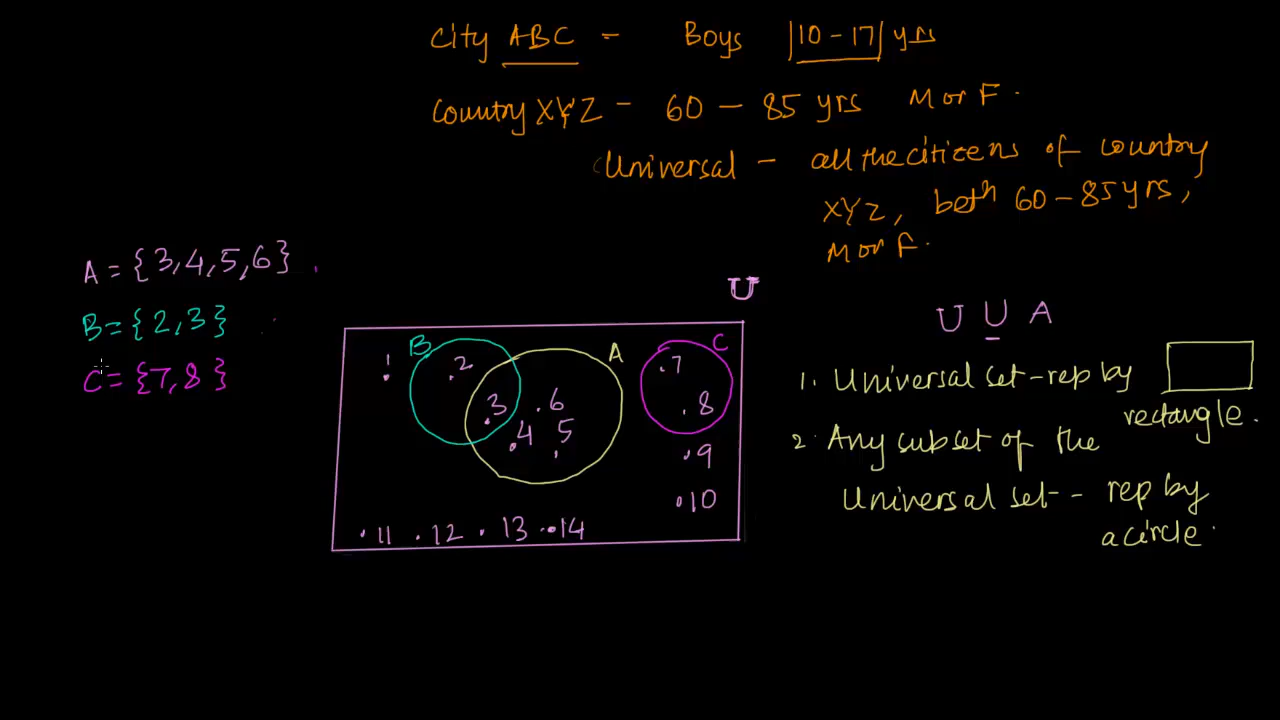 City ABC = Boys |10-17| yrs
Country XYZ - 60 - 85 yrs M or F.
Universal - all the citizens of country
XYZ, both 60-85 yrs,
M or F.
A = {3,4,5,6}
B = {2,3}
C = {7,8}
U
B
A
C
1
.2
.3
.6
.4
5
.7
.8
.9
.10
.11 .12 .13 .14
U U A
1. Universal set-rep by
rectangle.
2. Any subset of the
Universal set - rep by
a circle.